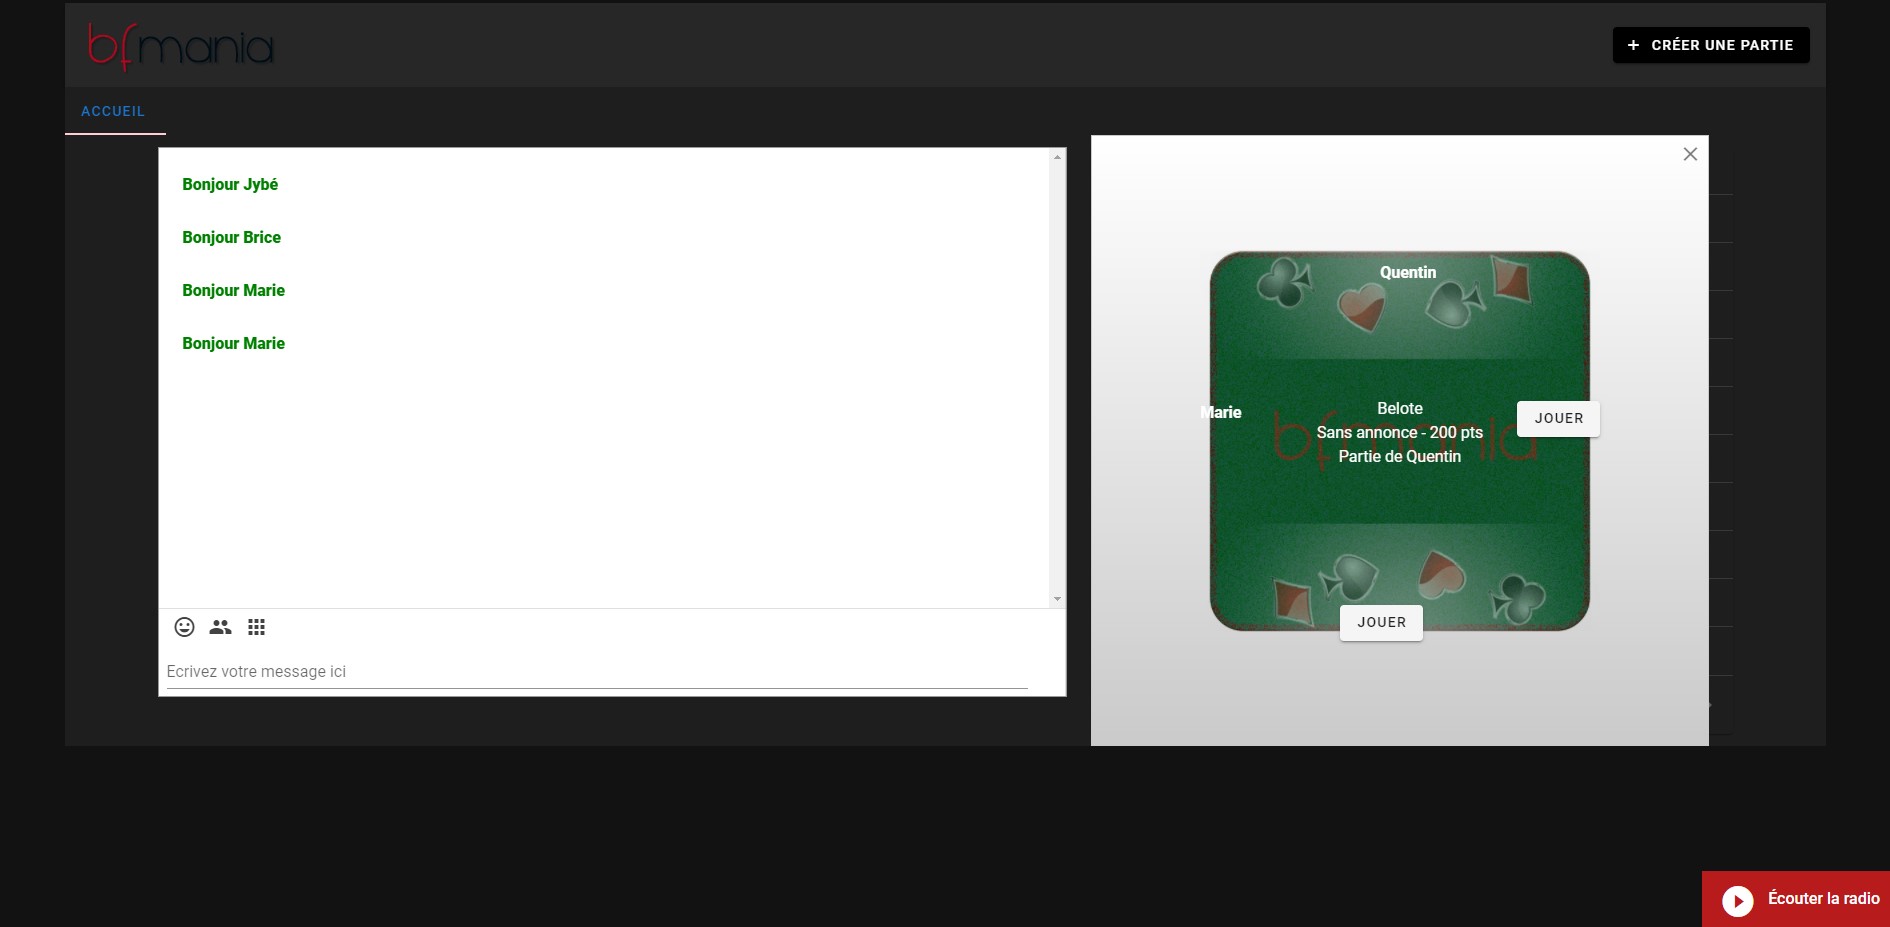 bfmania
+ CRÉER UNE PARTIE
ACCUEIL
Bonjour Jybé
Bonjour Brice
Bonjour Marie
Bonjour Marie
Ecrivez votre message ici
Quentin
Marie
Belote
Sans annonce - 200 pts
Partie de Quentin
bfmania
JOUER
JOUER
Écouter la radio